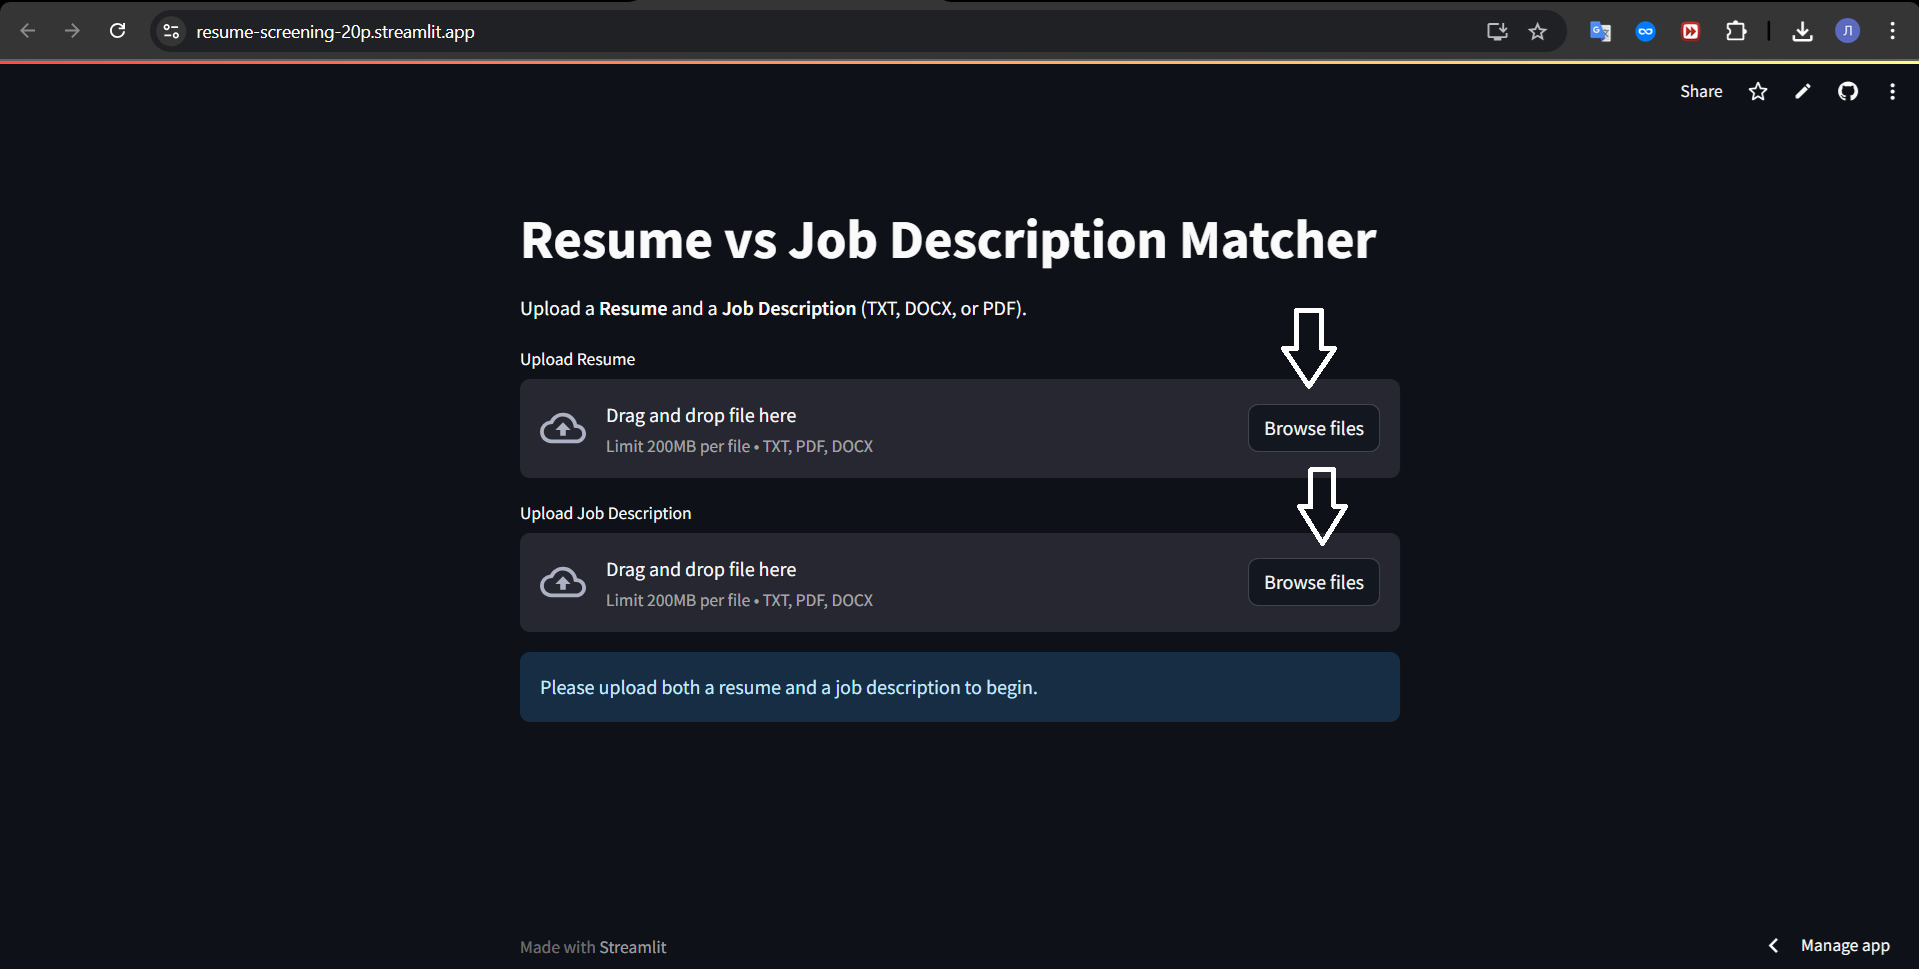 resume-screening-20p.streamlit.app
Л
Share
Resume vs Job Description Matcher
Upload a Resume and a Job Description (TXT, DOCX, or PDF).
Upload Resume
Drag and drop file here
Limit 200MB per file • TXT, PDF, DOCX
Browse files
Upload Job Description
Drag and drop file here
Limit 200MB per file • TXT, PDF, DOCX
Browse files
Please upload both a resume and a job description to begin.
Made with Streamlit
Manage app